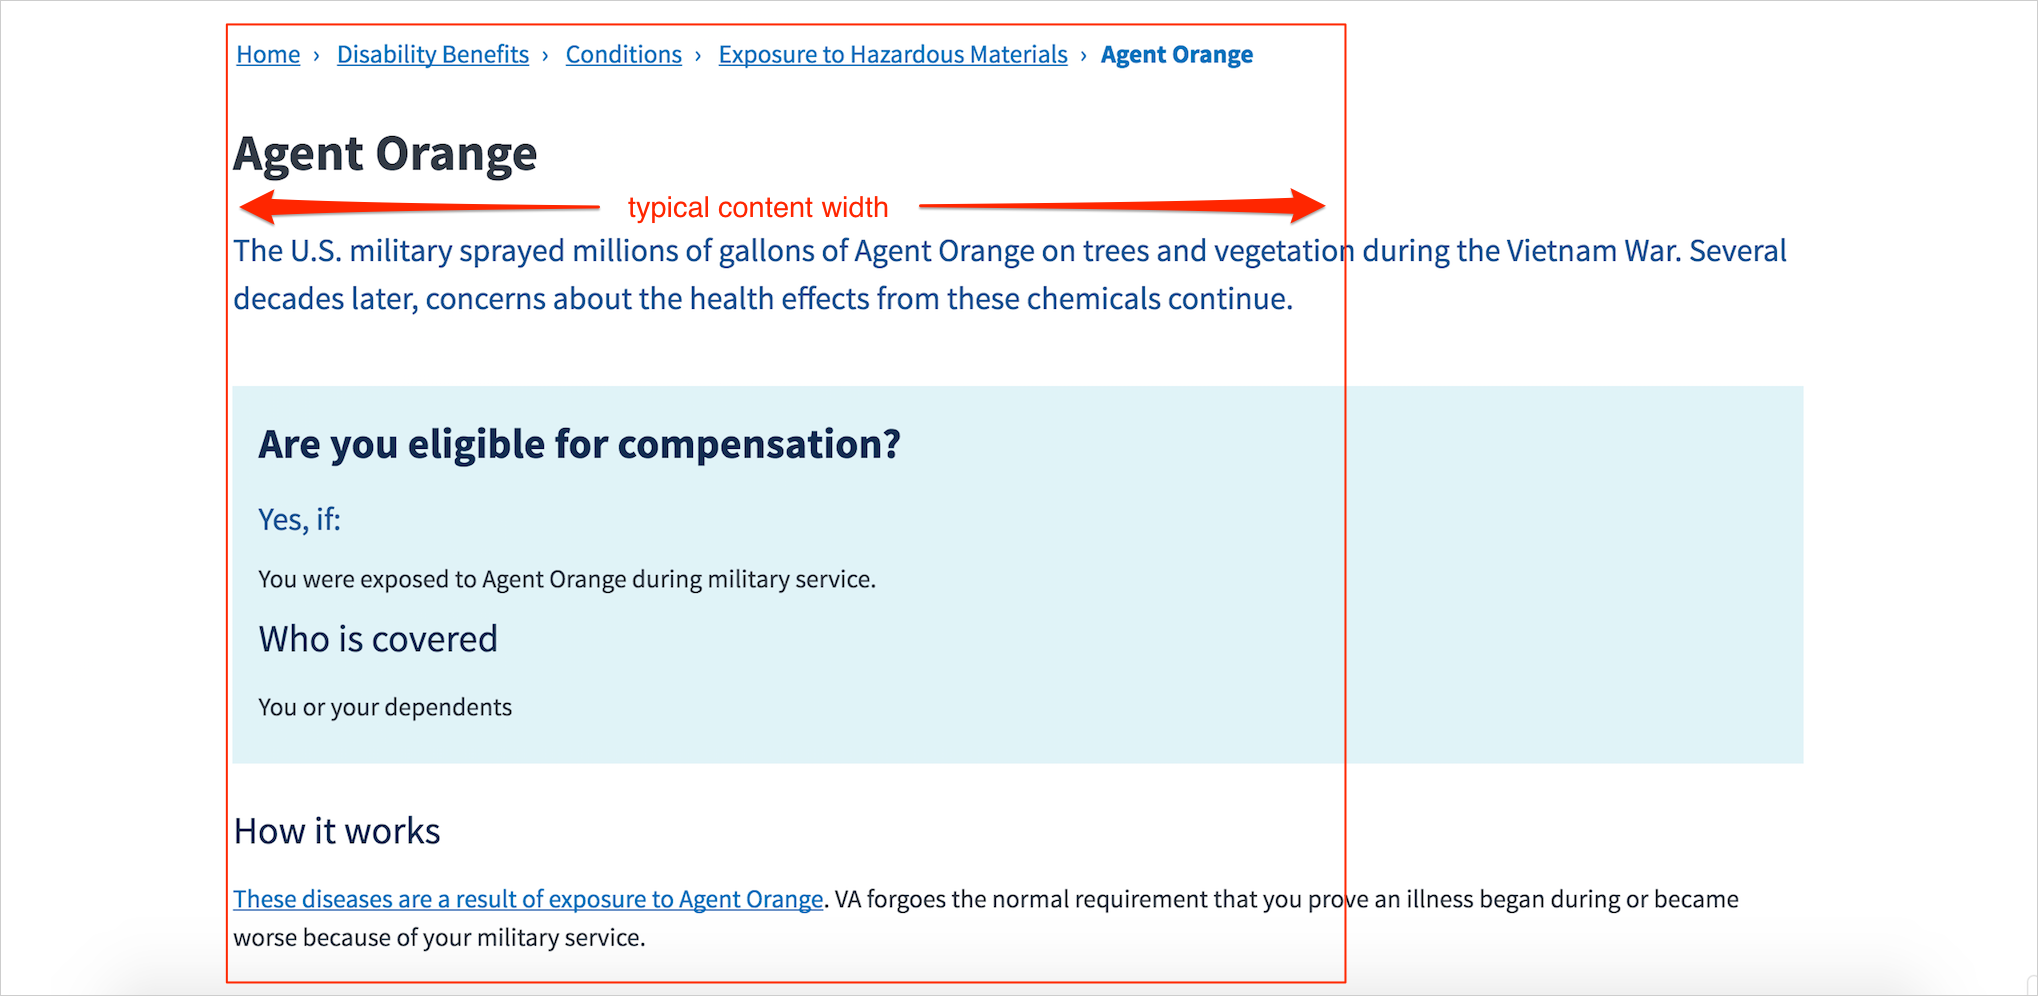 Home › Disability Benefits › Conditions › Exposure to Hazardous Materials › Agent Orange
Agent Orange
typical content width
The U.S. military sprayed millions of gallons of Agent Orange on trees and vegetation during the Vietnam War. Several
decades later, concerns about the health effects from these chemicals continue.
Are you eligible for compensation?
Yes, if:
You were exposed to Agent Orange during military service.
Who is covered
You or your dependents
How it works
These diseases are a result of exposure to Agent Orange. VA forgoes the normal requirement that you prove an illness began during or became
worse because of your military service.